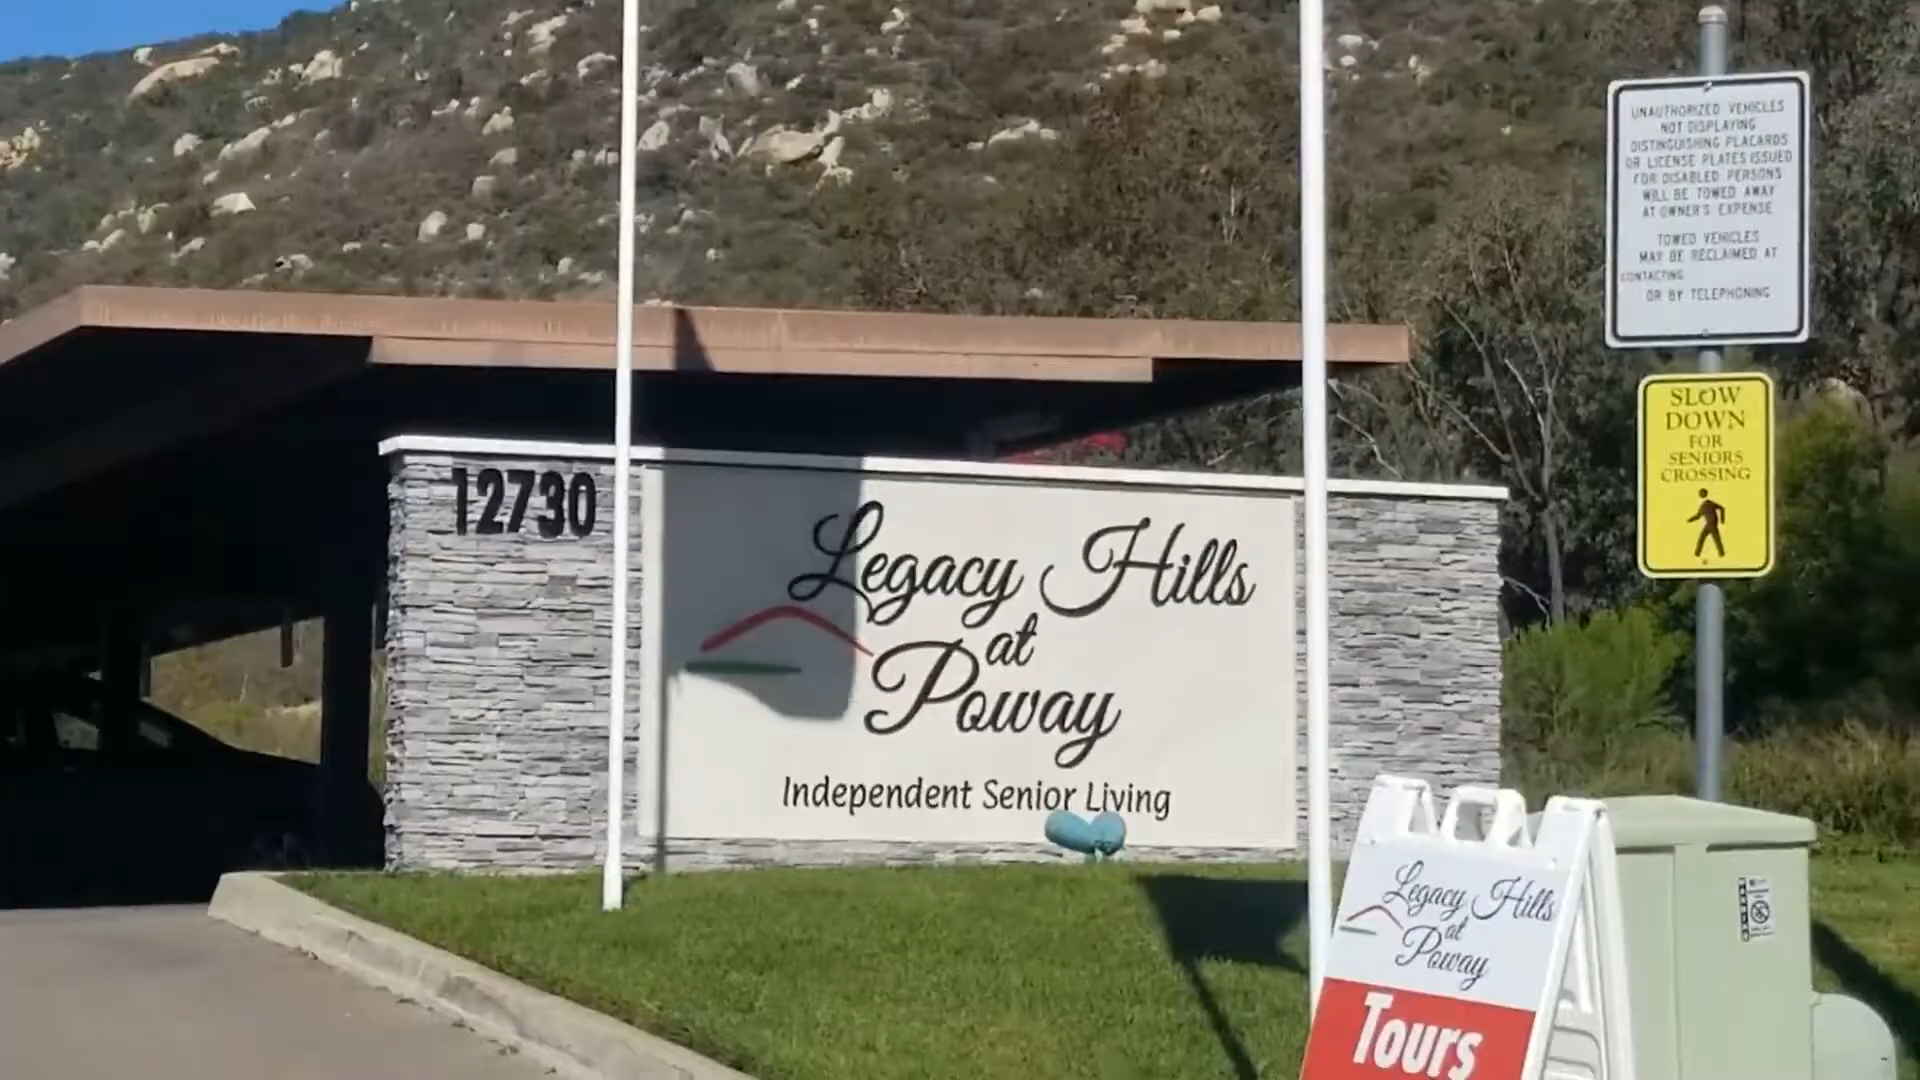 UNAUTHORIZED VEHICLES
NOT DISPLAYING
DISTINGUISHING PLACARDS
OR LICENSE PLATES ISSUED
FOR DISABLED PERSONS
WILL BE TOWED AWAY
AT OWNER'S EXPENSE
TOWED VEHICLES
MAY BE RECLAIMED AT
CONTACTING
OR BY TELEPHONING
SLOW
DOWN
FOR
SENIORS
CROSSING
12730
Legacy Hills
at
Poway
Independent Senior Living
Legacy Hills
at
Poway
Tours